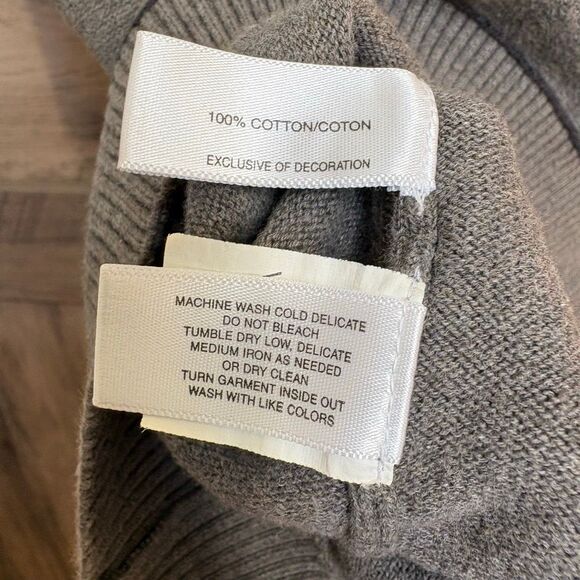 100% COTTON/COTON
EXCLUSIVE OF DECORATION
MACHINE WASH COLD DELICATE
DO NOT BLEACH
TUMBLE DRY LOW, DELICATE
MEDIUM IRON AS NEEDED
OR DRY CLEAN
TURN GARMENT INSIDE OUT
WASH WITH LIKE COLORS